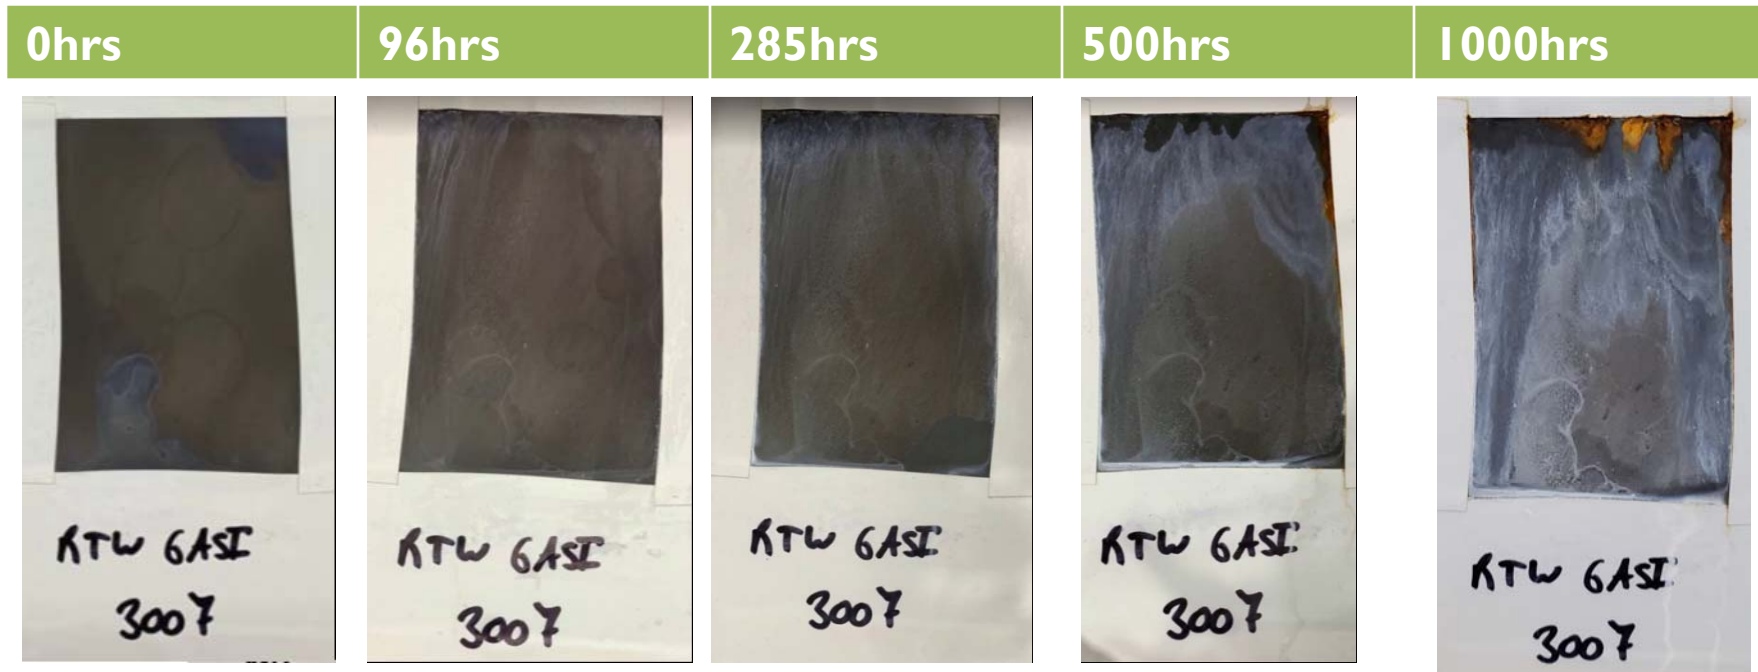 0hrs
96hrs
285hrs
500hrs
1000hrs
RTW 6ASI
3007
RTW 6ASI
3007
RTW 6ASI
3007
RTW 6ASI
3007
RTW 6ASI
3007